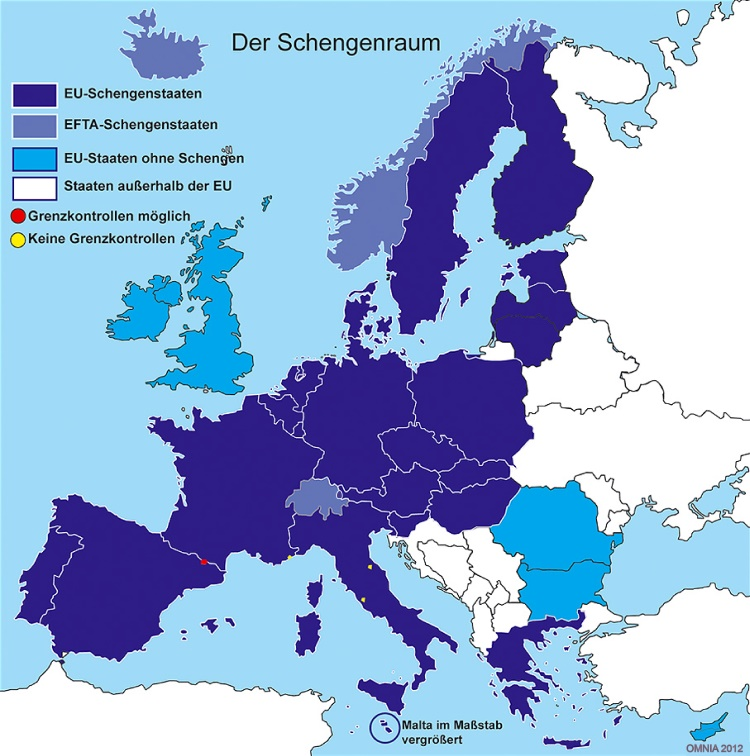 Der Schengenraum
EU-Schengenstaaten
EFTA-Schengenstaaten
EU-Staaten ohne Schengen
Staaten außerhalb der EU
Grenzkontrollen möglich
Keine Grenzkontrollen
Malta im Maßstab
vergrößert
OMNIA 2012